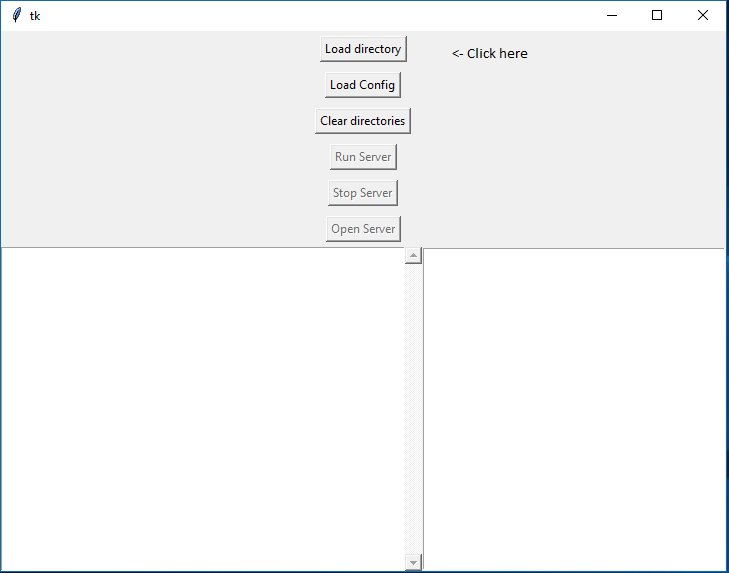 tk
Load directory
<- Click here
Load Config
Clear directories
Run Server
Stop Server
Open Server